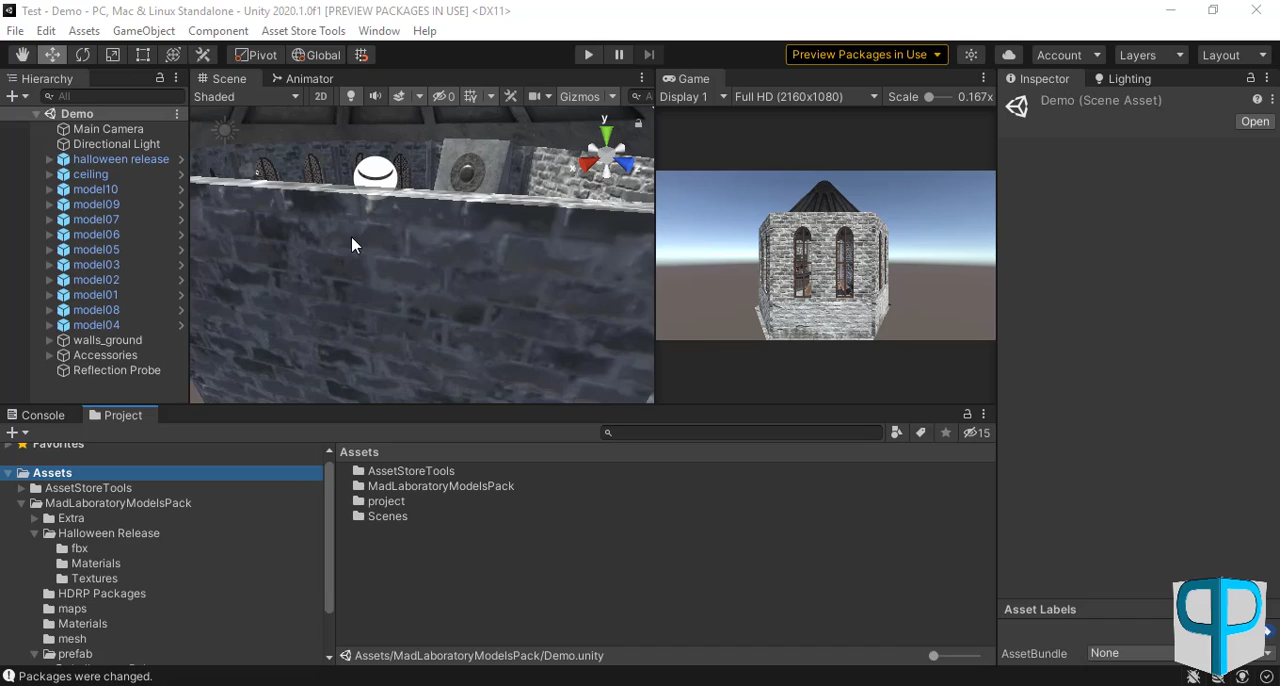 Test - Demo - PC, Mac & Linux Standalone - Unity 2020.1.0f1 [PREVIEW PACKAGES IN USE] <DX11>
File Edit Assets GameObject Component Asset Store Tools Window Help
Pivot Global Preview Packages in Use Account Layers Layout
Hierarchy Scene Animator Game Inspector Lighting
All Shaded 2D 0 Gizmos A Display 1 Full HD (2160x1080) Scale 0.167x Demo (Scene Asset)
Open
Demo
Main Camera
Directional Light
halloween release
ceiling
model10
model09
model07
model06
model05
model03
model02
model01
model08
model04
walls_ground
Accessories
Reflection Probe
y
x z
Console Project
15
Favorites
Assets
AssetStoreTools
MadLaboratoryModelsPack
Extra
Halloween Release
fbx
Materials
Textures
HDRP Packages
maps
Materials
mesh
prefab
Assets
AssetStoreTools
MadLaboratoryModelsPack
project
Scenes
Assets/MadLaboratoryModelsPack/Demo.unity
Asset Labels
AssetBundle None
Packages were changed.